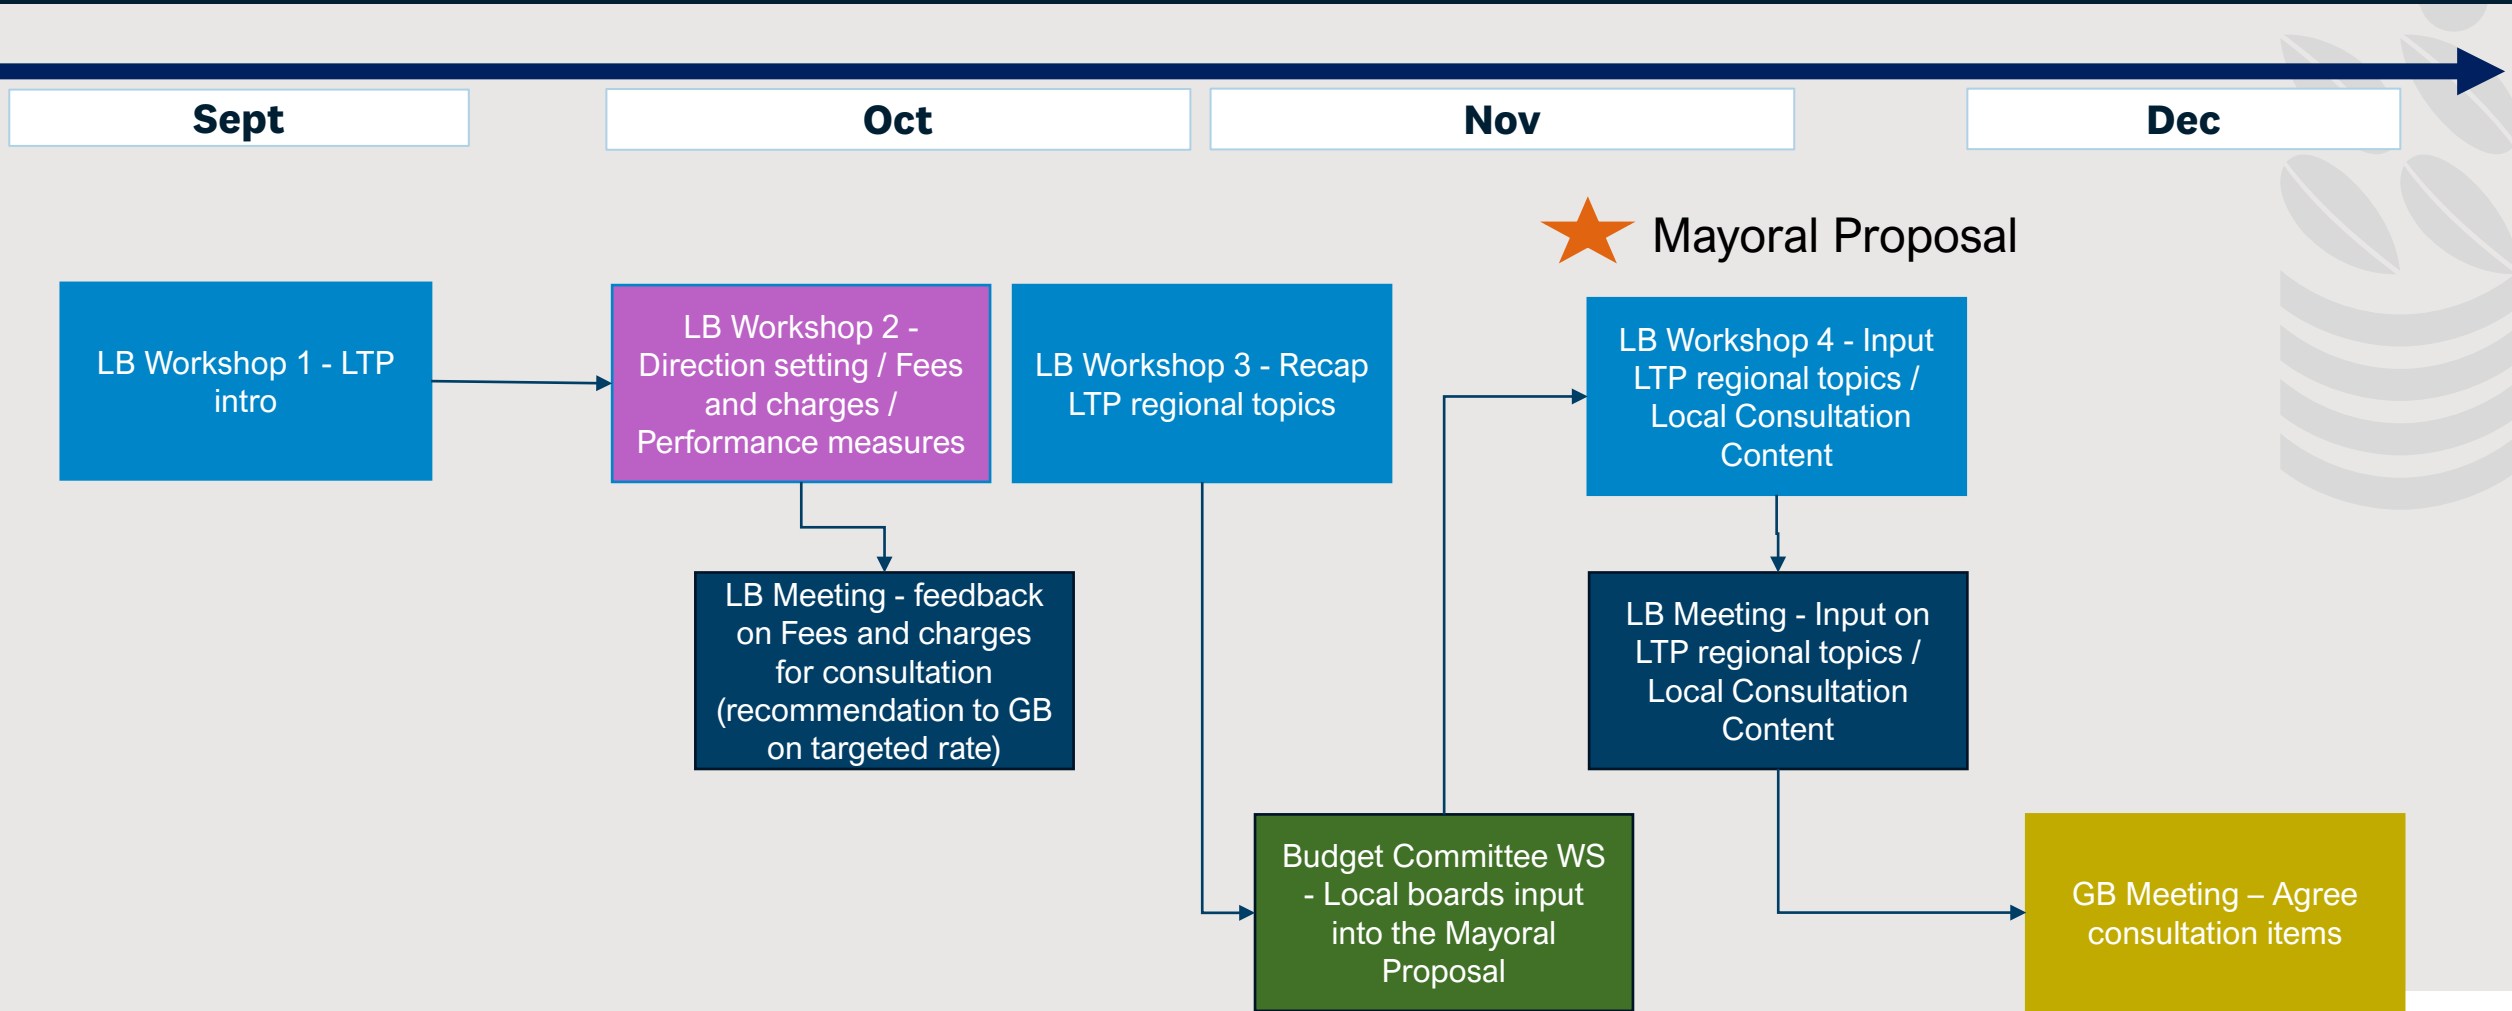 Sept
Oct
Nov
Dec
Mayoral Proposal
LB Workshop 1 - LTP
intro
LB Workshop 2 -
Direction setting / Fees
and charges /
Performance measures
LB Workshop 3 - Recap
LTP regional topics
LB Workshop 4 - Input
LTP regional topics /
Local Consultation
Content
LB Meeting - feedback
on Fees and charges
for consultation
(recommendation to GB
on targeted rate)
LB Meeting - Input on
LTP regional topics /
Local Consultation
Content
Budget Committee WS
- Local boards input
into the Mayoral
Proposal
GB Meeting – Agree
consultation items